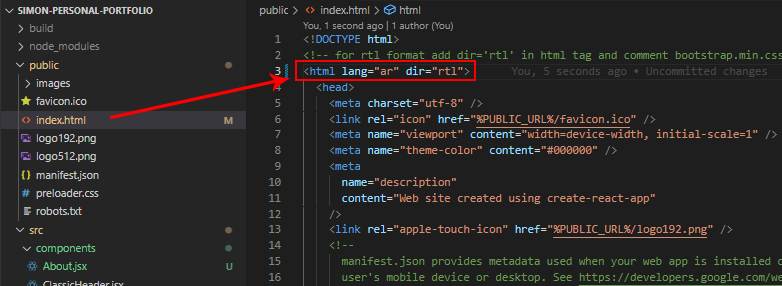 SIMON-PERSONAL-PORTFOLIO
build
node_modules
public
images
favicon.ico
index.html M
logo192.png
logo512.png
manifest.json
preloader.css
robots.txt
src
components
About.jsx U
ClassicHeader.jsx
public > index.html > html
You, 1 second ago | 1 author (You)
1 <!DOCTYPE html>
2 <!-- for rtl format add dir='rtl' in html tag and comment bootstrap.min.css
3 <html lang="ar" dir="rtl"> You, 5 seconds ago • Uncommitted changes
4 <head>
5 <meta charset="utf-8" />
6 <link rel="icon" href="%PUBLIC_URL%/favicon.ico" />
7 <meta name="viewport" content="width=device-width, initial-scale=1" />
8 <meta name="theme-color" content="#000000" />
9 <meta
10 name="description"
11 content="Web site created using create-react-app"
12 />
13 <link rel="apple-touch-icon" href="%PUBLIC_URL%/logo192.png" />
14 <!--
15 manifest.json provides metadata used when your web app is installed
16 user's mobile device or desktop. See https://developers.google.com/we